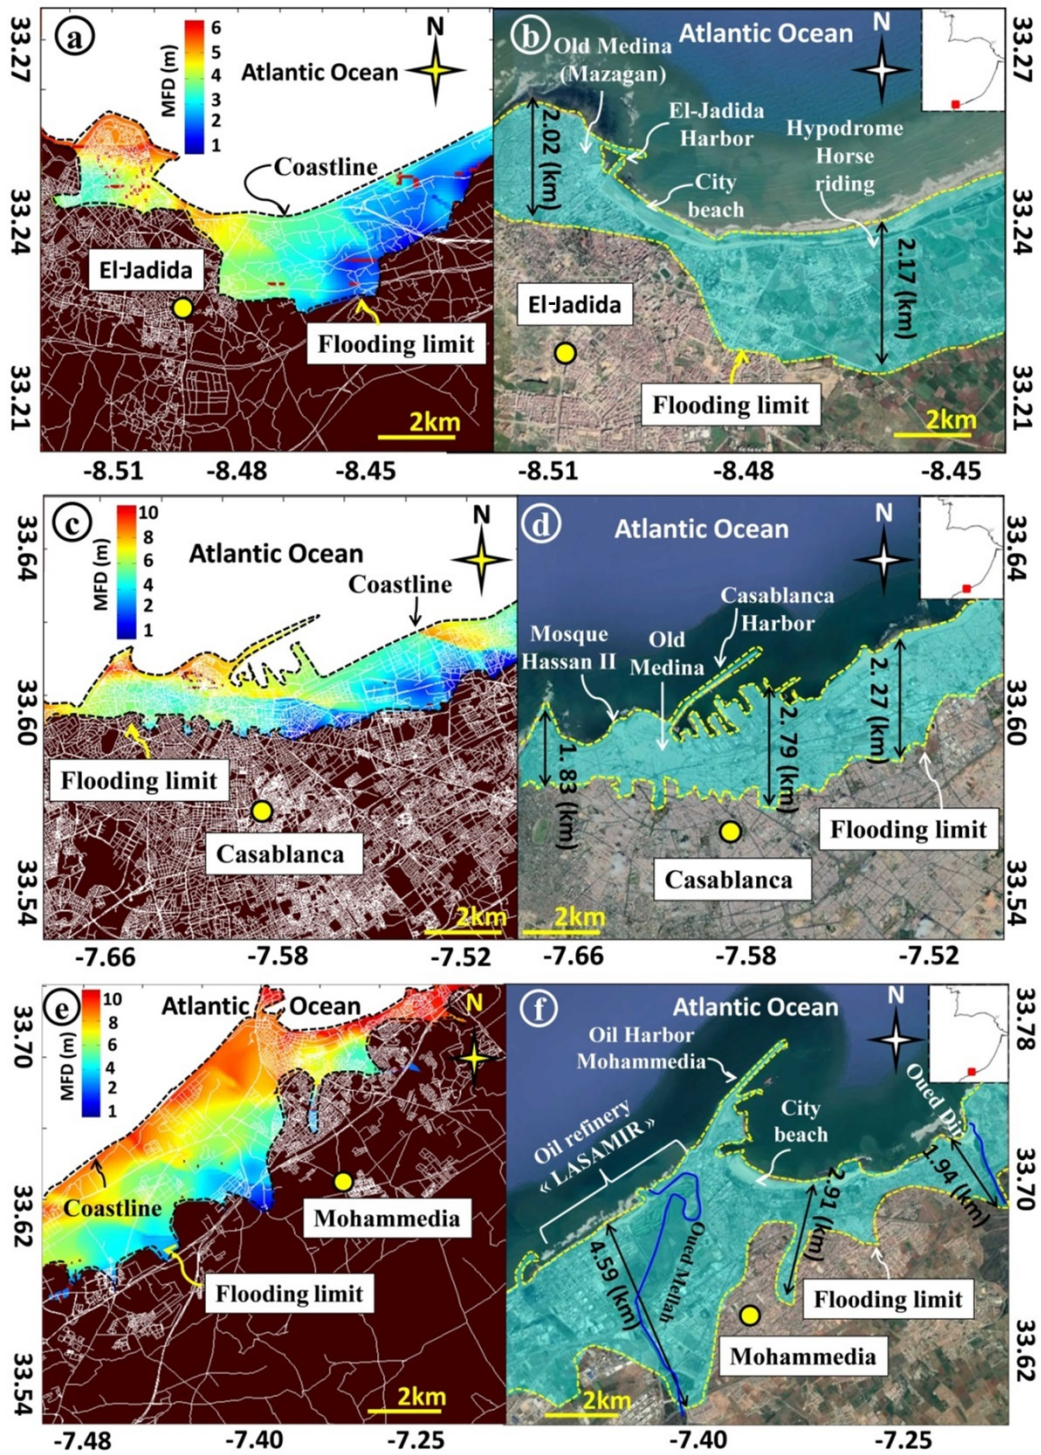 a
MFD (m)
6
5
4
3
2
1
N
Atlantic Ocean
Coastline
El-Jadida
Flooding limit
2km
33.27
33.24
33.21
-8.51
-8.48
-8.45
b
Old Medina
(Mazagan)
Atlantic Ocean
N
El-Jadida
Harbor
Hypodrome
Horse
riding
City
beach
2.02 (km)
2.17 (km)
El-Jadida
Flooding limit
2km
33.27
33.24
33.21
-8.51
-8.48
-8.45
c
MFD (m)
10
8
6
4
2
1
N
Atlantic Ocean
Coastline
Flooding limit
Casablanca
2km
33.64
33.60
33.54
-7.66
-7.58
-7.52
d
Atlantic Ocean
N
Casablanca
Harbor
Mosque
Hassan II
Old
Medina
1. 83 (km)
2. 79 (km)
2. 27 (km)
Flooding limit
Casablanca
2km
33.64
33.60
33.54
-7.66
-7.58
-7.52
e
MFD (m)
10
8
6
4
2
1
Atlantic Ocean
N
Coastline
Mohammedia
Flooding limit
2km
33.70
33.62
33.54
-7.48
-7.40
-7.25
f
Atlantic Ocean
N
Oil Harbor
Mohammedia
Oil refinery
« LASAMIR »
City
beach
Oued Mellah
4.59 (km)
2.91 (km)
1.94 (km)
Flooding limit
Mohammedia
2km
33.78
33.70
33.62
-7.40
-7.25